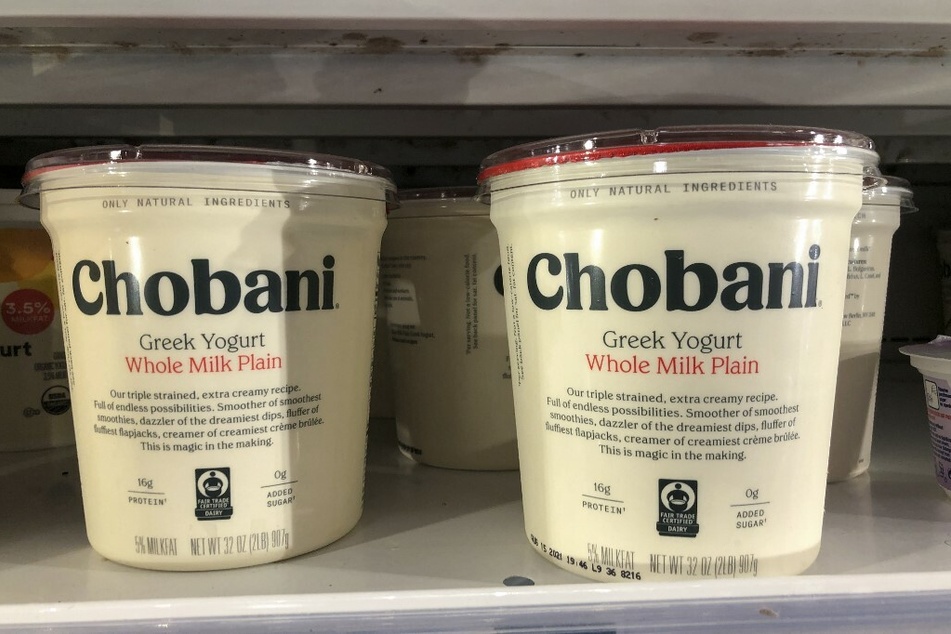 ONLY NATURAL INGREDIENTS
Chobani
Greek Yogurt
Whole Milk Plain
Our triple strained, extra creamy recipe.
Full of endless possibilities. Smoother of smoothest
smoothies, dazzler of the dreamiest dips, fluffer of
fluffiest flapjacks, creamer of creamiest crème brûlée.
This is magic in the making.
16g
PROTEIN†
FAIR TRADE
CERTIFIED
DAIRY
0g
ADDED
SUGAR†
5% MILKFAT NET WT 32 OZ (2LB) 907g
ONLY NATURAL INGREDIENTS
Chobani
Greek Yogurt
Whole Milk Plain
Our triple strained, extra creamy recipe.
Full of endless possibilities. Smoother of smoothest
smoothies, dazzler of the dreamiest dips, fluffer of
fluffiest flapjacks, creamer of creamiest crème brûlée.
This is magic in the making.
16g
PROTEIN†
FAIR TRADE
CERTIFIED
DAIRY
0g
ADDED
SUGAR†
5% MILKFAT NET WT 32 OZ (2LB) 907g
15 2021 19:46 L9 36 8216
3.5%
MILKFAT
urt